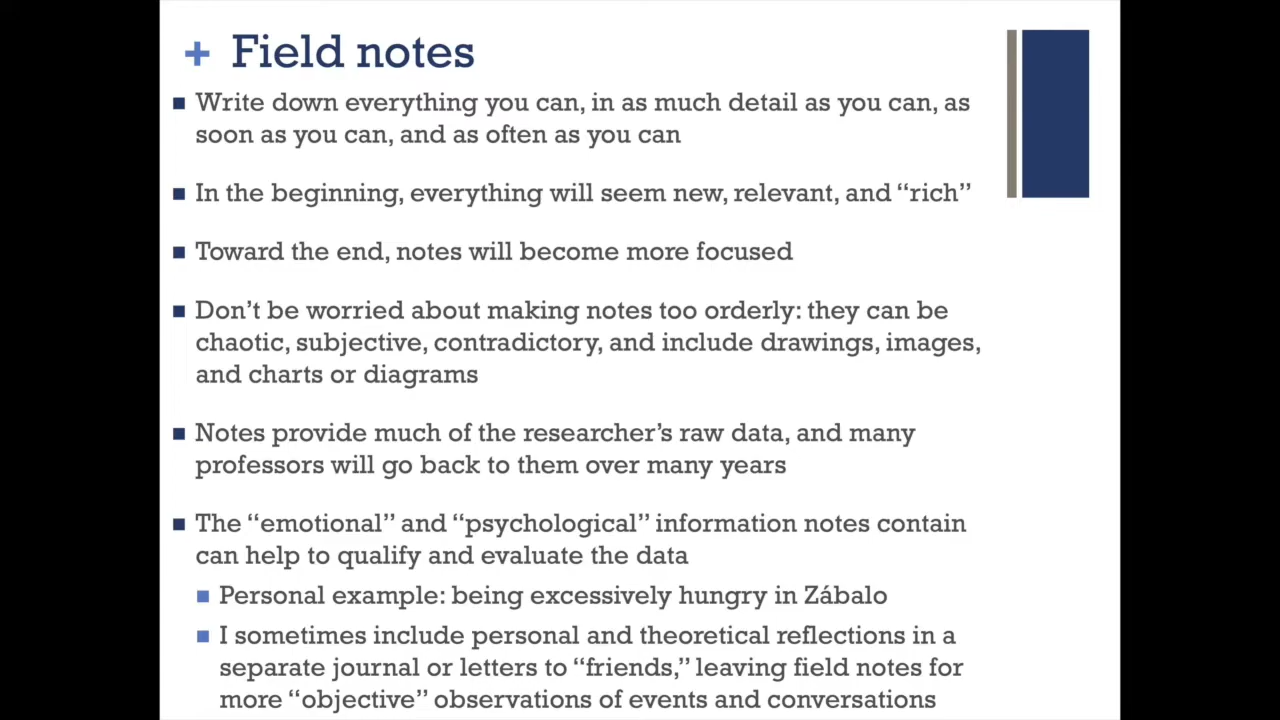 + Field notes
■ Write down everything you can, in as much detail as you can, as
soon as you can, and as often as you can
■ In the beginning, everything will seem new, relevant, and “rich”
■ Toward the end, notes will become more focused
■ Don’t be worried about making notes too orderly: they can be
chaotic, subjective, contradictory, and include drawings, images,
and charts or diagrams
■ Notes provide much of the researcher’s raw data, and many
professors will go back to them over many years
■ The “emotional” and “psychological” information notes contain
can help to qualify and evaluate the data
■ Personal example: being excessively hungry in Zábalo
■ I sometimes include personal and theoretical reflections in a
separate journal or letters to “friends,” leaving field notes for
more “objective” observations of events and conversations